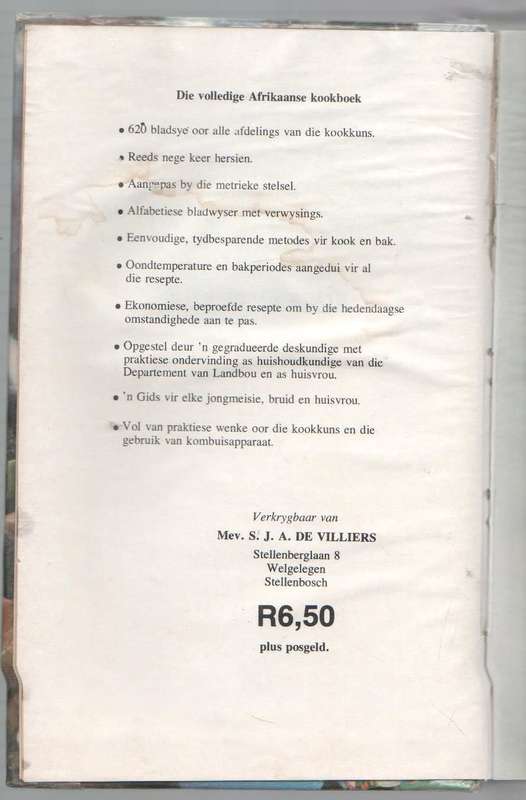 Die volledige Afrikaanse kookboek
• 620 bladsye oor alle afdelings van die kookkuns.
• Reeds nege keer hersien.
• Aangepas by die metrieke stelsel.
• Alfabetiese bladwyser met verwysings.
• Eenvoudige, tydbesparende metodes vir kook en bak.
• Oondtemperature en bakperiodes aangedui vir al
die resepte.
• Ekonomiese, beproefde resepte om by die hedendaagse
omstandighede aan te pas.
• Opgestel deur 'n gegradueerde deskundige met
praktiese ondervinding as huishoudkundige van die
Departement van Landbou en as huisvrou.
• 'n Gids vir elke jongmeisie, bruid en huisvrou.
• Vol van praktiese wenke oor die kookkuns en die
gebruik van kombuisapparaat.
Verkrygbaar van
Mev. S. J. A. DE VILLIERS
Stellenberglaan 8
Welgelegen
Stellenbosch
R6,50
plus posgeld.